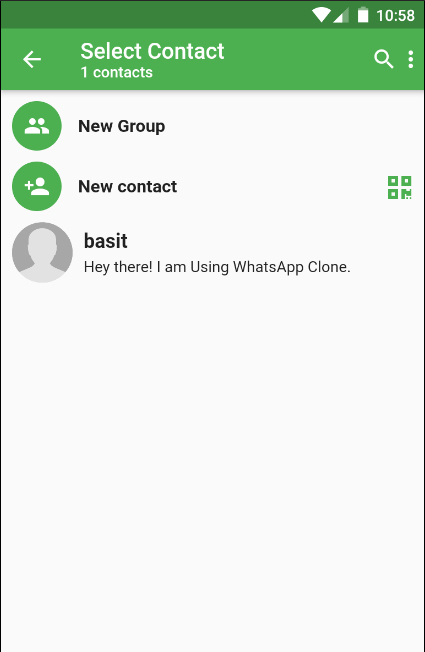 10:58
Select Contact
1 contacts
New Group
New contact
basit
Hey there! I am Using WhatsApp Clone.